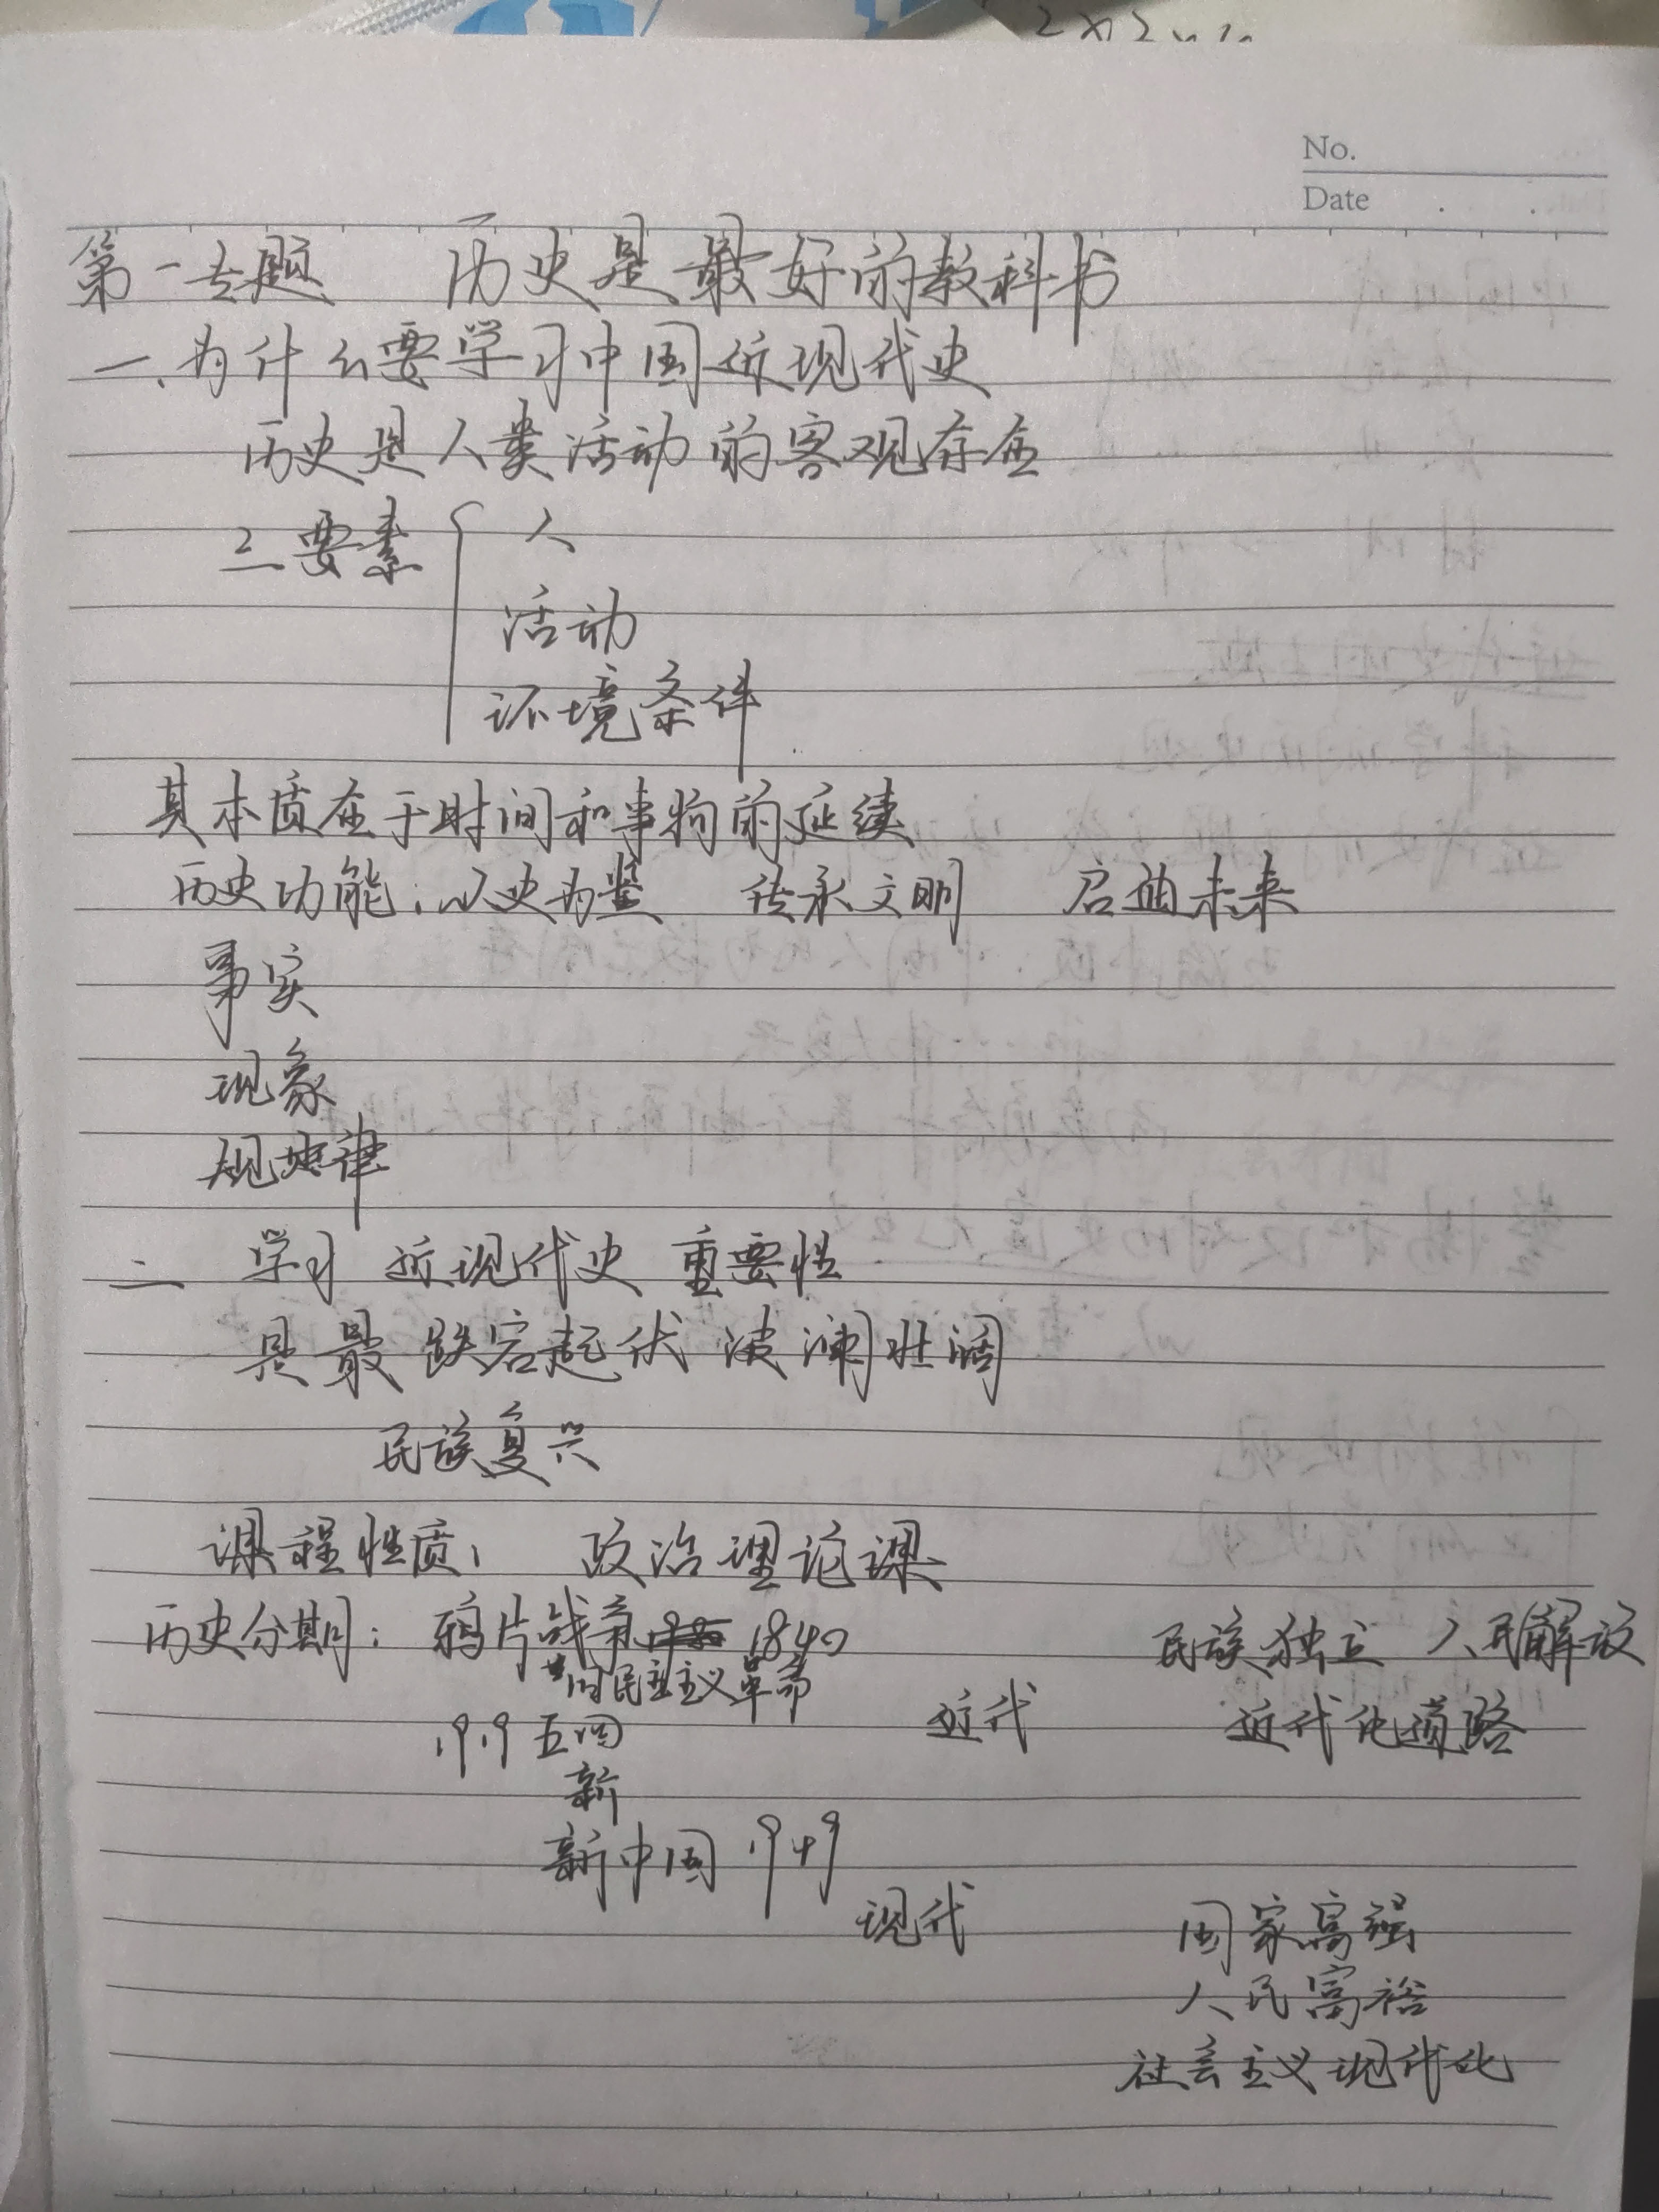 No.
Date
第一专题 历史是最好的教科书
一、为什么要学习中国近现代史
历史是人类活动的客观存在
三要素 { 人
活动
环境条件
其本质在于时间和事物的延续
历史功能:以史为鉴 传承文明 启迪未来
事实
现象
规律
二 学习 近现代史 重要性
是最跌宕起伏 波澜壮阔
民族复兴
课程性质: 政治理论课
历史分期: 鸦片战争 1840 民族独立 人民解放
旧民主主义革命
1919 五四 近代 近代化道路
新
新中国 1949
现代 国家富强
人民富裕
社会主义现代化